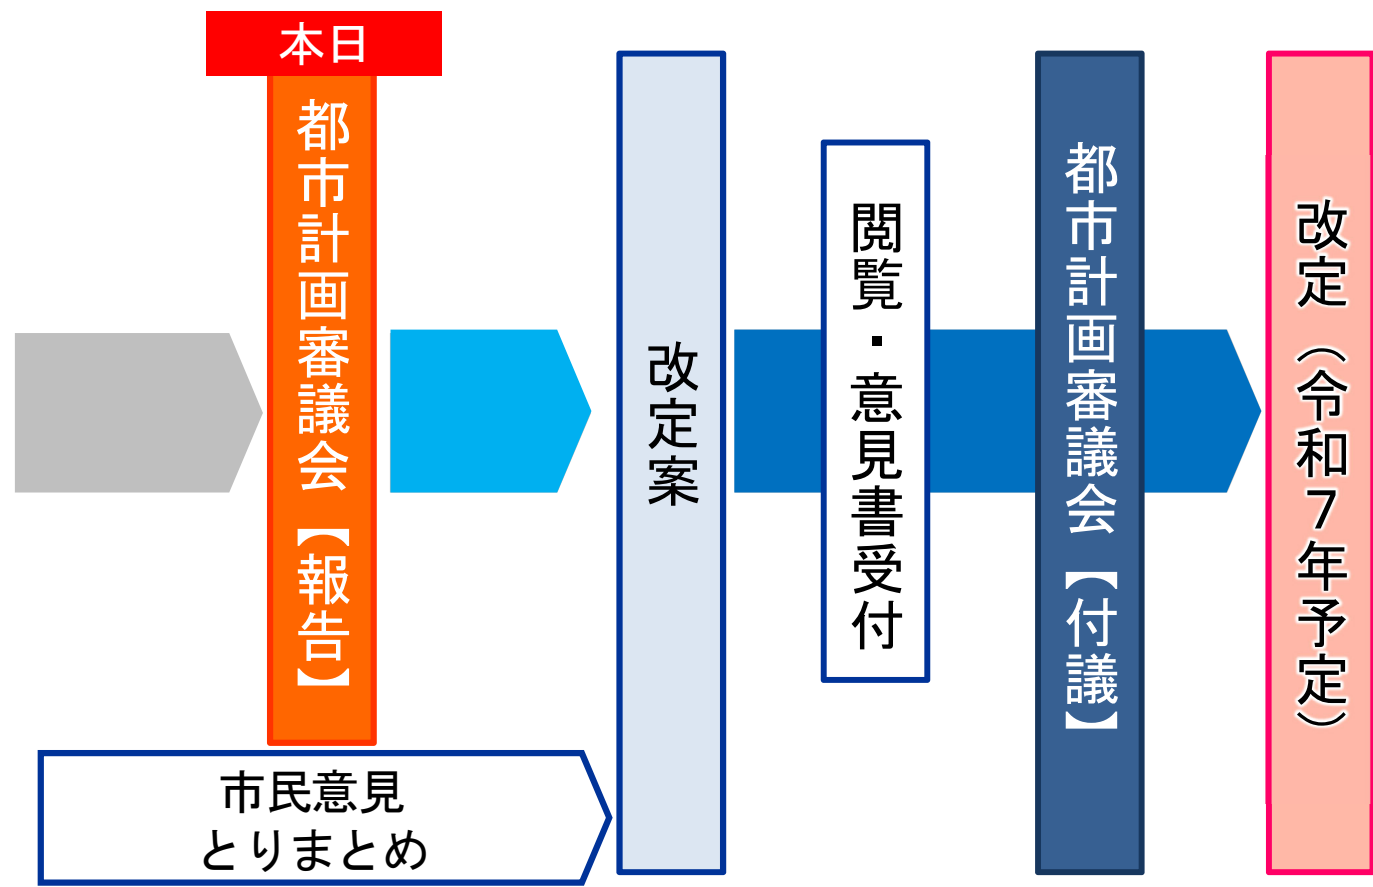 本日
都市計画審議会【報告】
市民意見
とりまとめ
改定案
閲覧・意見書受付
都市計画審議会【付議】
改定（令和７年予定）